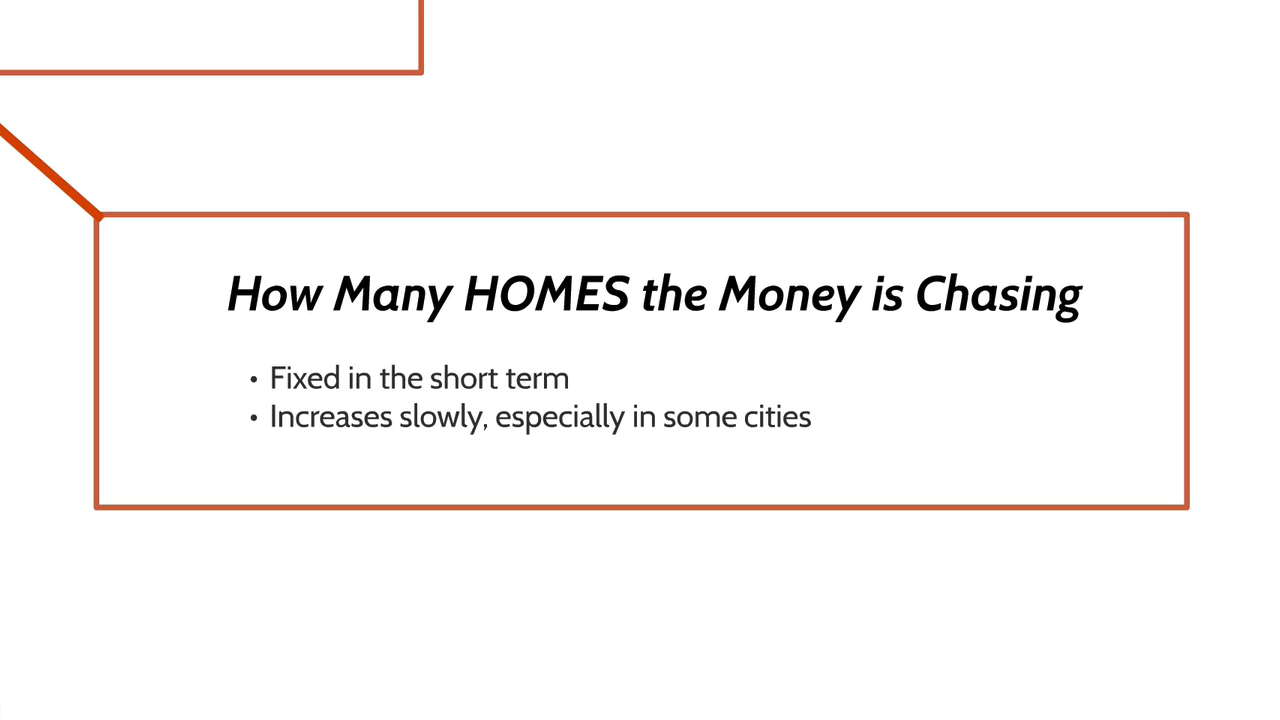 How Many HOMES the Money is Chasing
• Fixed in the short term
• Increases slowly, especially in some cities